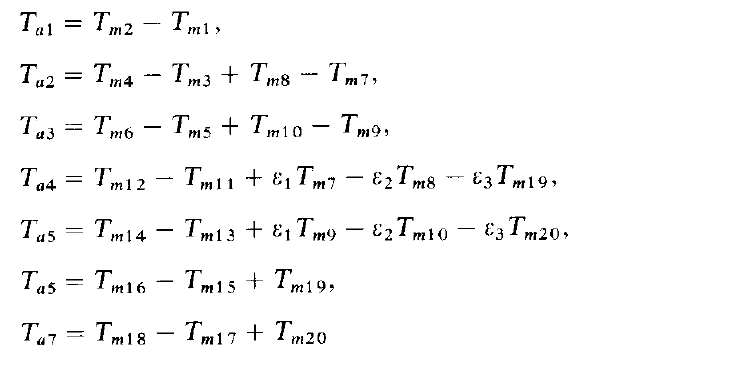 T_{a1} = T_{m2} − T_{m1},
T_{a2} = T_{m4} − T_{m3} + T_{m8} − T_{m7},
T_{a3} = T_{m6} − T_{m5} + T_{m10} − T_{m9},
T_{a4} = T_{m12} − T_{m11} + ε_1 T_{m7} − ε_2 T_{m8} − ε_3 T_{m19},
T_{a5} = T_{m14} − T_{m13} + ε_1 T_{m9} − ε_2 T_{m10} − ε_3 T_{m20},
T_{a5} = T_{m16} − T_{m15} + T_{m19},
T_{a7} = T_{m18} − T_{m17} + T_{m20}